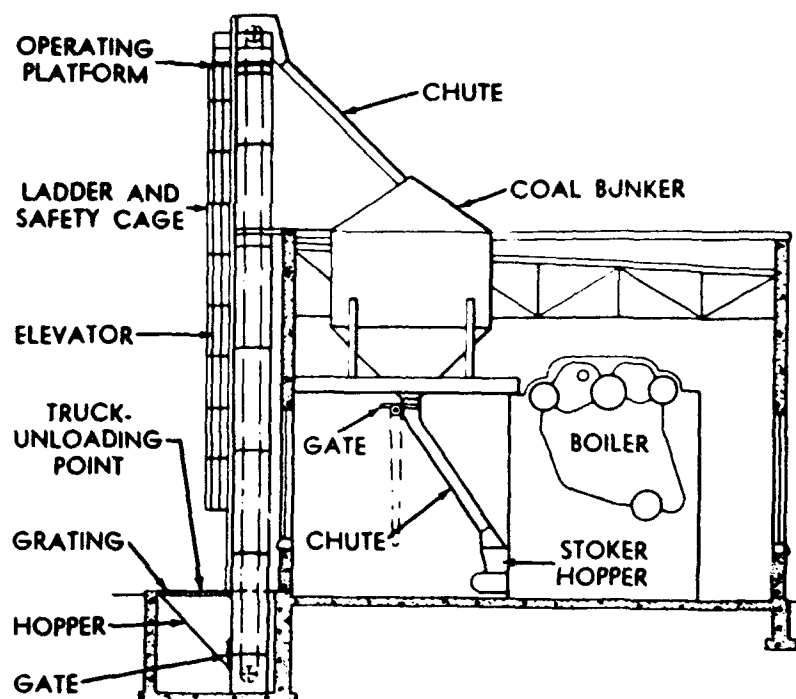 OPERATING
PLATFORM
CHUTE
LADDER AND
SAFETY CAGE
COAL BUNKER
ELEVATOR
TRUCK-
UNLOADING
POINT
GATE
BOILER
GRATING
CHUTE
STOKER
HOPPER
HOPPER
GATE